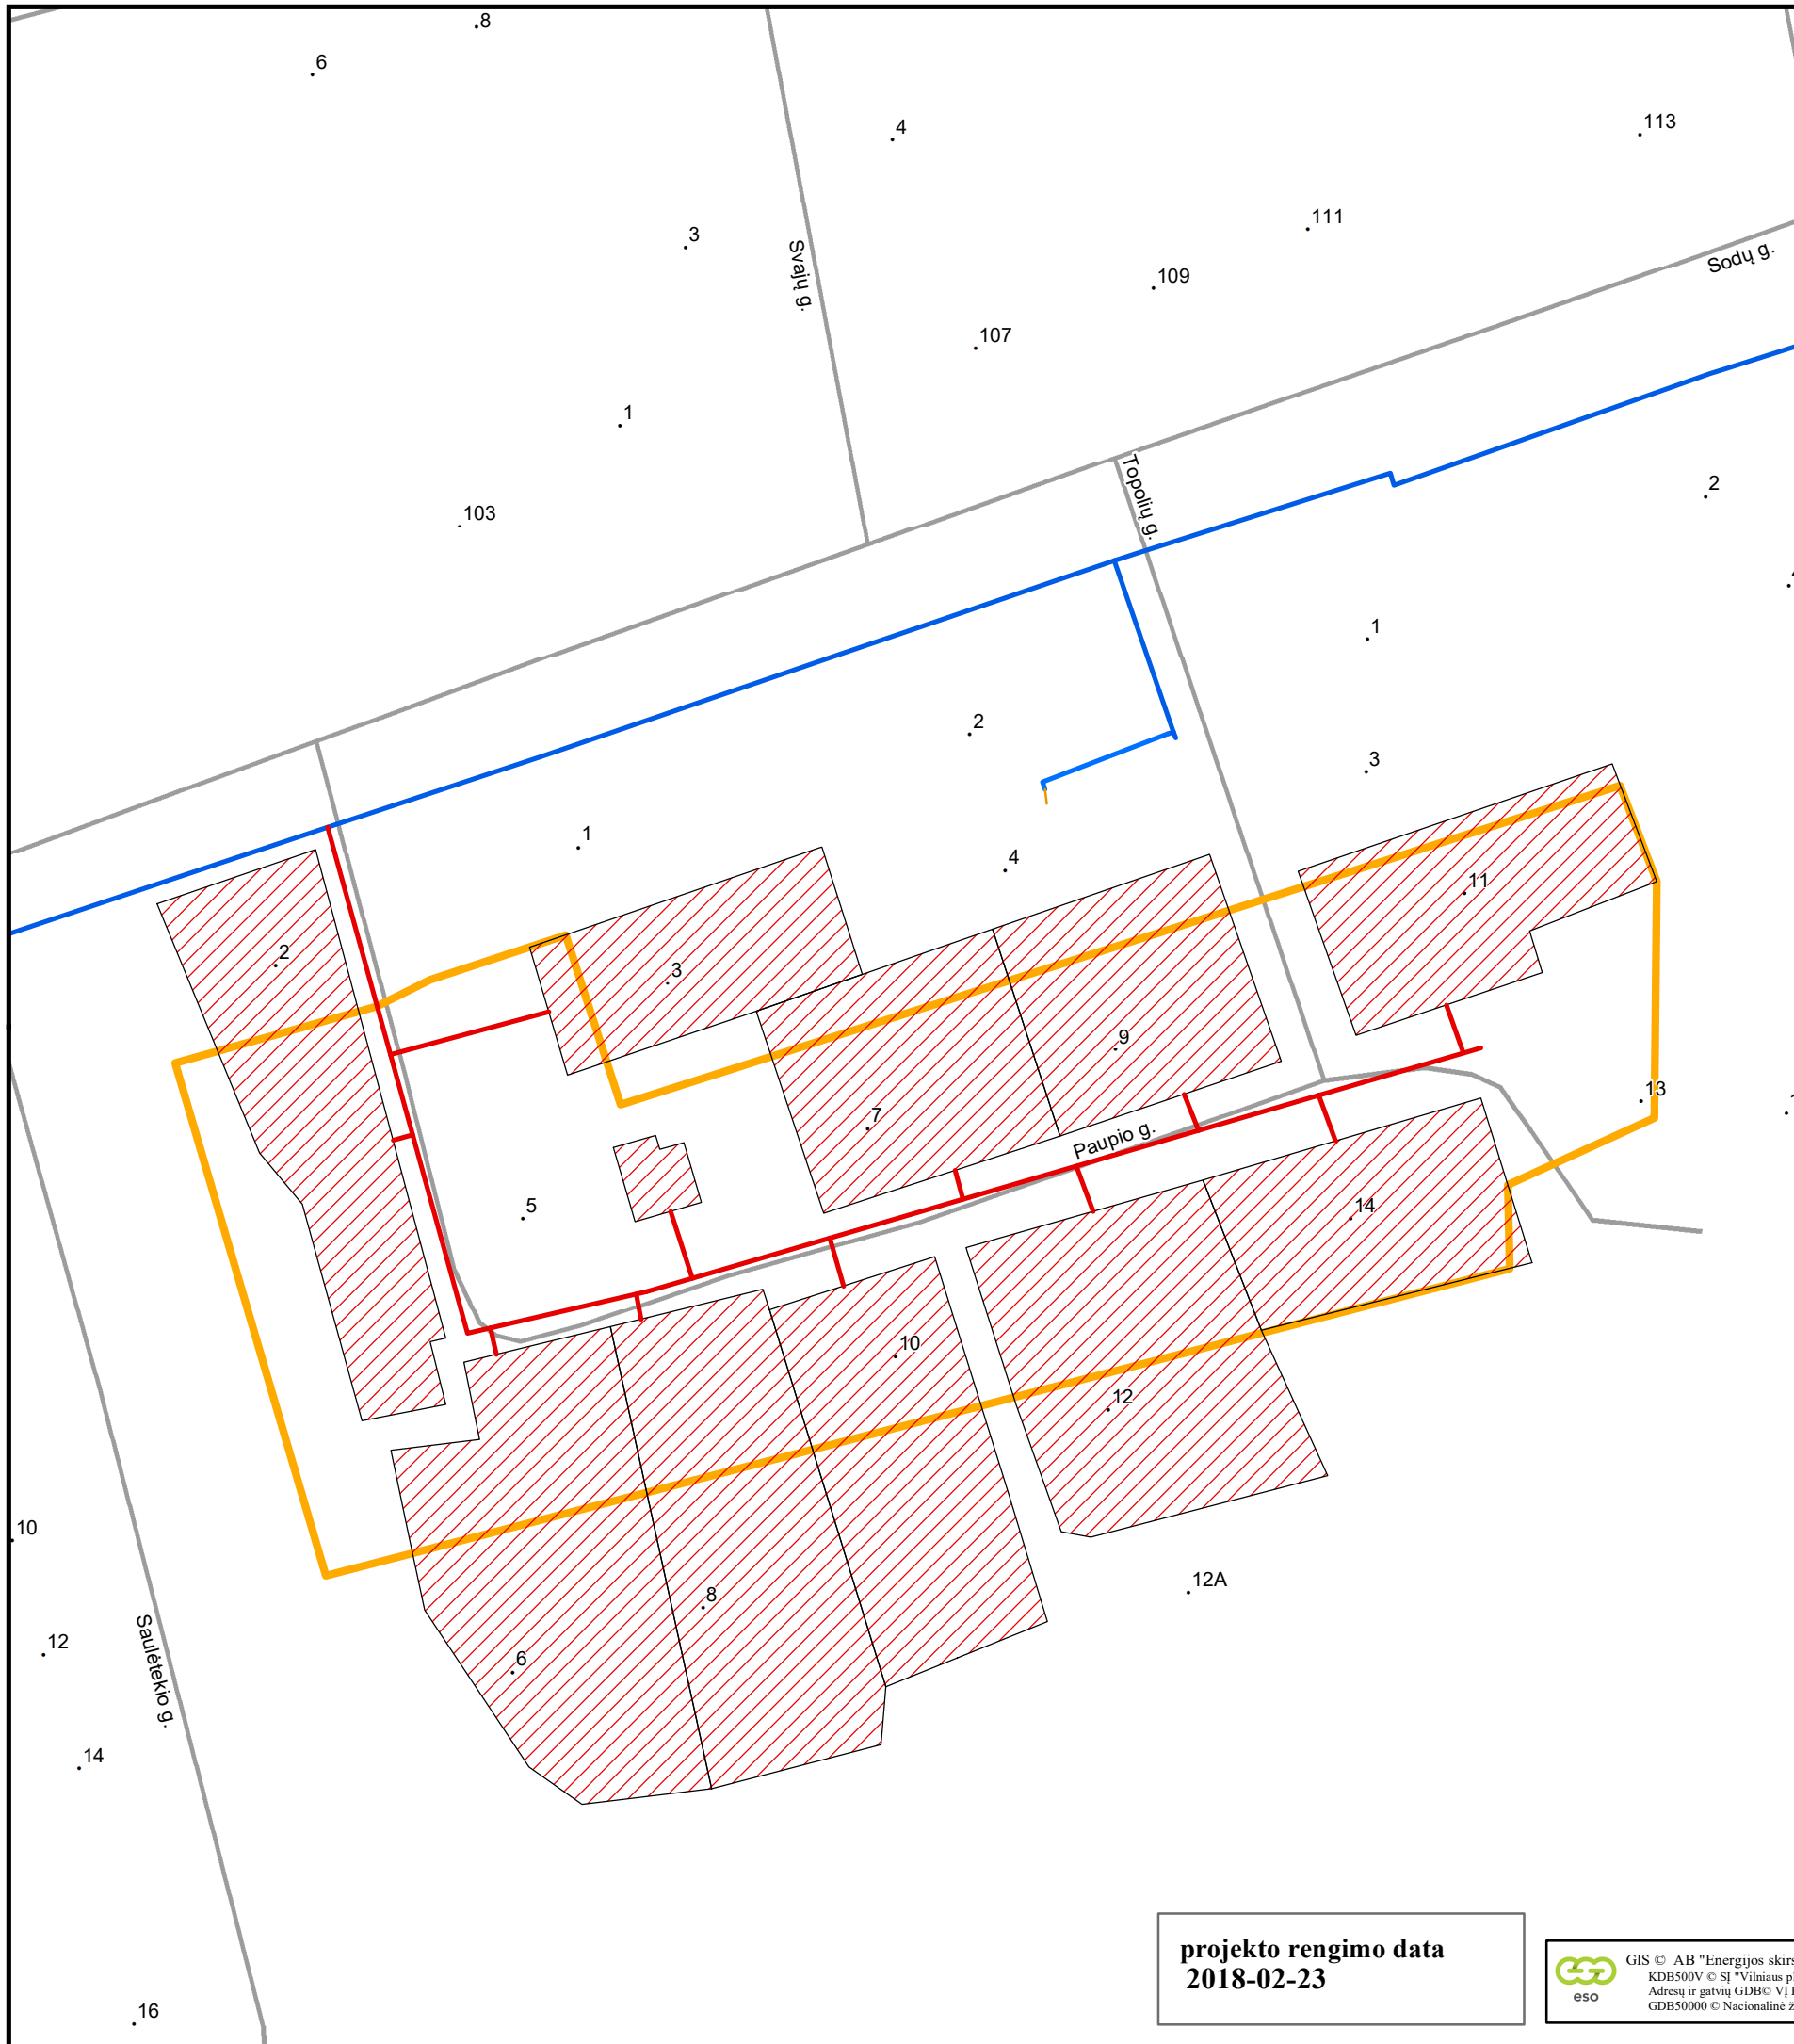 8
6
4
113
3
111
Svajų g.
Sodų g.
109
107
1
103
Topolių g.
2
1
2
3
1
4
11
2
3
9
13
7
Paupio g.
5
14
10
12
10
12A
8
12
6
Saulėtekio g.
14
16
projekto rengimo data
2018-02-23
GIS © AB "Energijos
KDB500V © SĮ "Vilniaus
Adresų ir gatvių GDB© VĮ
GDB50000 © Nacionalinė
eso